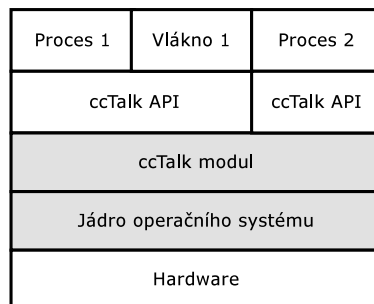 Proces 1 Vlákno 1 Proces 2
ccTalk API ccTalk API
ccTalk modul
Jádro operačního systému
Hardware